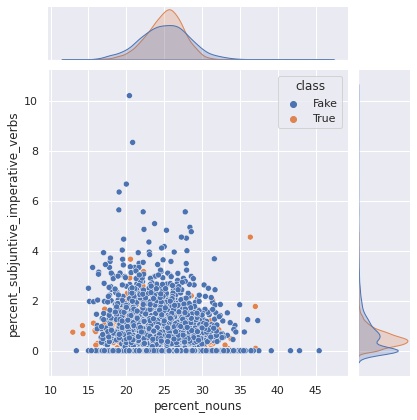 class
Fake
True
percent_subjuntive_imperative_verbs
10
8
6
4
2
0
10 15 20 25 30 35 40 45
percent_nouns